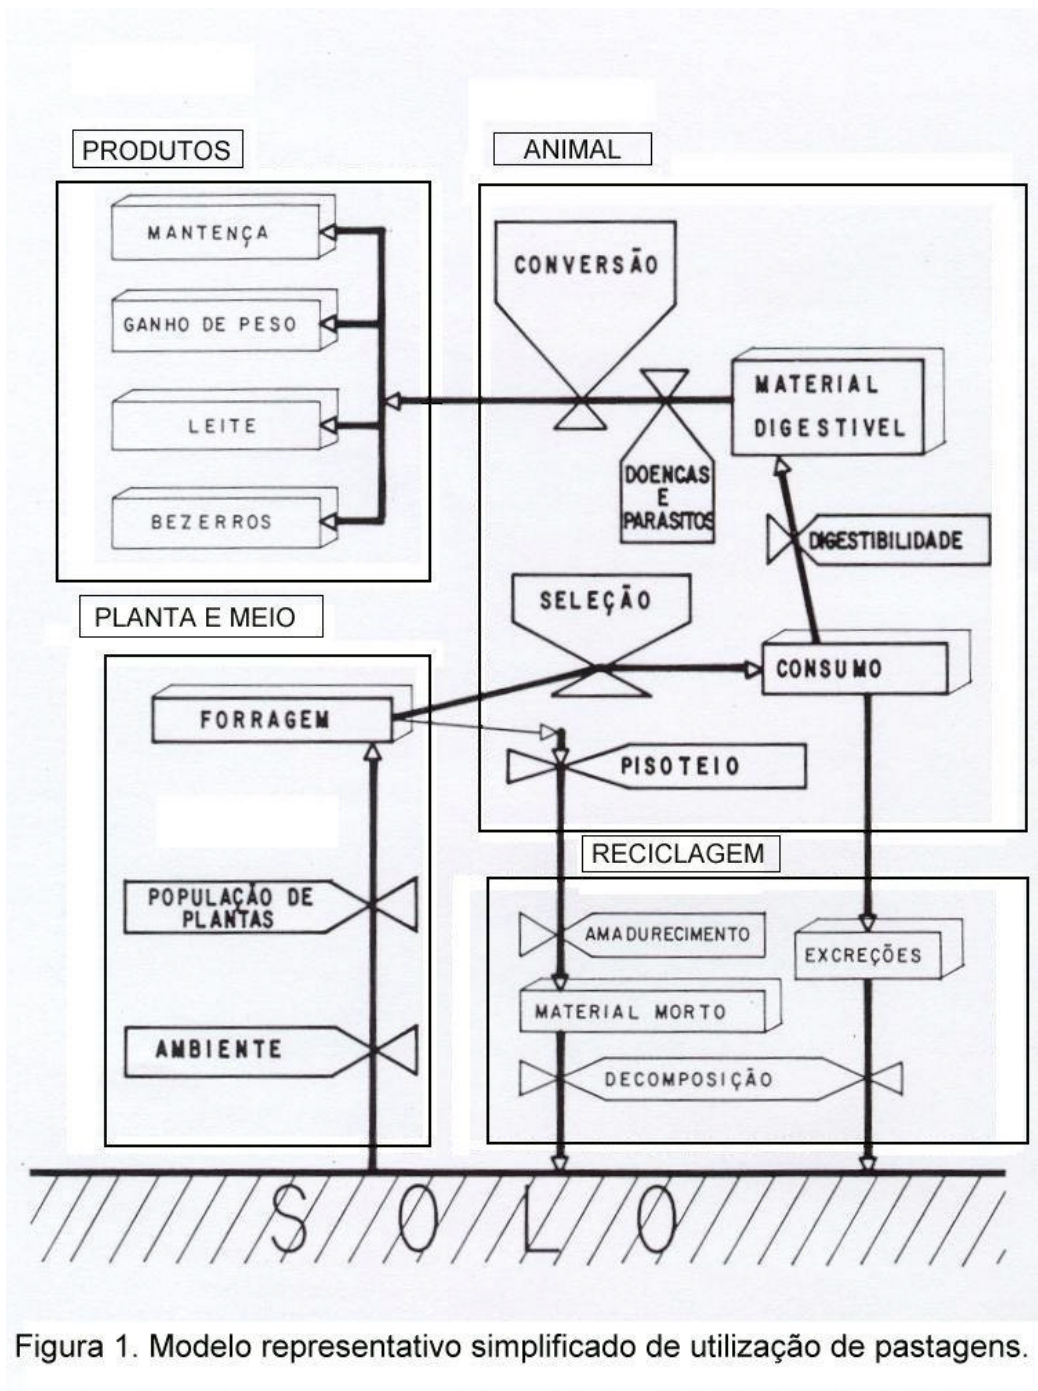 PRODUTOS
MANTENÇA
GANHO DE PESO
LEITE
BEZERROS
ANIMAL
CONVERSÃO
MATERIAL
DIGESTIVEL
DOENCAS
E
PARASITOS
DIGESTIBILIDADE
SELEÇÃO
CONSUMO
PISOTEIO
PLANTA E MEIO
FORRAGEM
POPULAÇÃO DE
PLANTAS
AMBIENTE
RECICLAGEM
AMADURECIMENTO
EXCREÇÕES
MATERIAL MORTO
DECOMPOSIÇÃO
SOLO
Figura 1. Modelo representativo simplificado de utilização de pastagens.